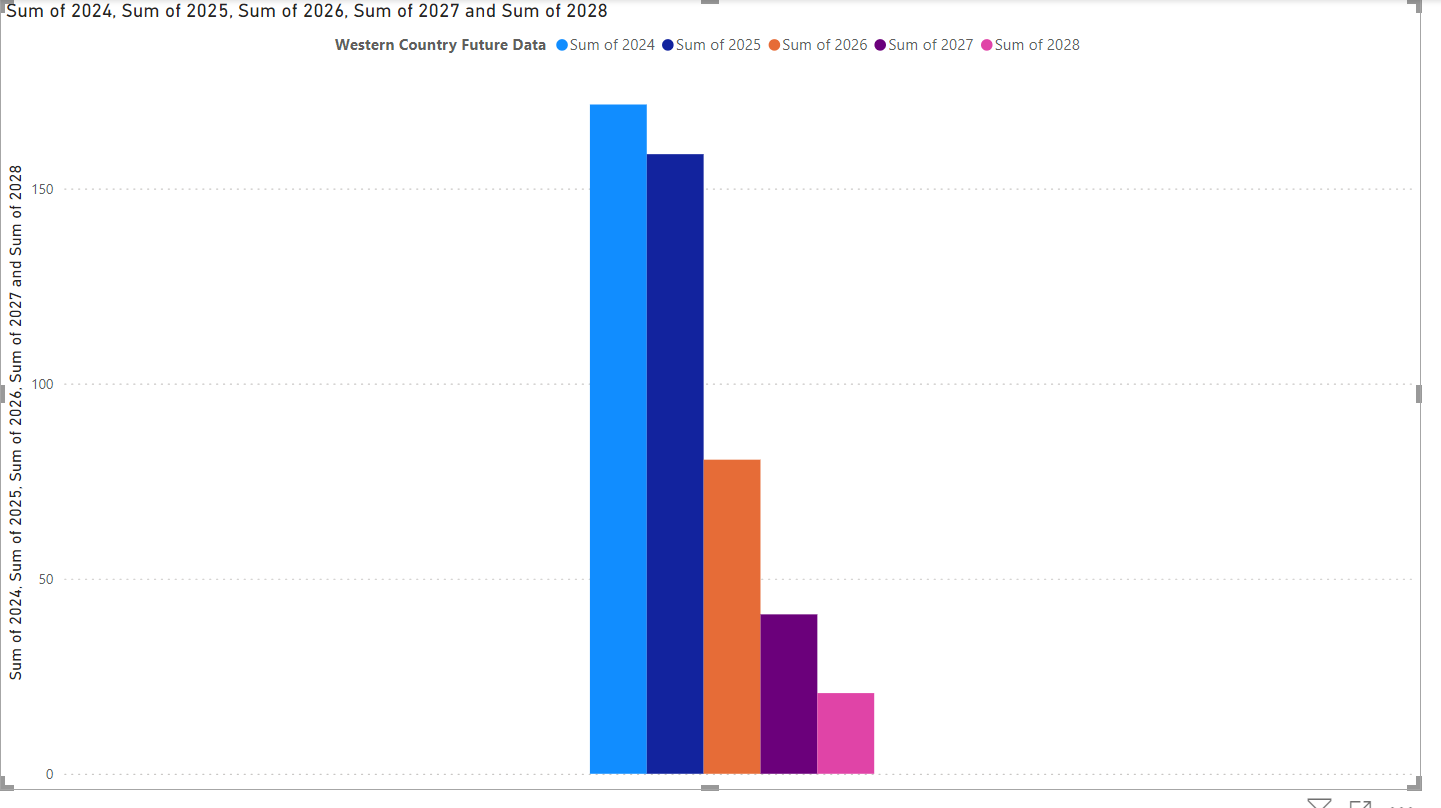 Sum of 2024, Sum of 2025, Sum of 2026, Sum of 2027 and Sum of 2028
Western Country Future Data Sum of 2024 Sum of 2025 Sum of 2026 Sum of 2027 Sum of 2028
Sum of 2024, Sum of 2025, Sum of 2026, Sum of 2027 and Sum of 2028
150
100
50
0